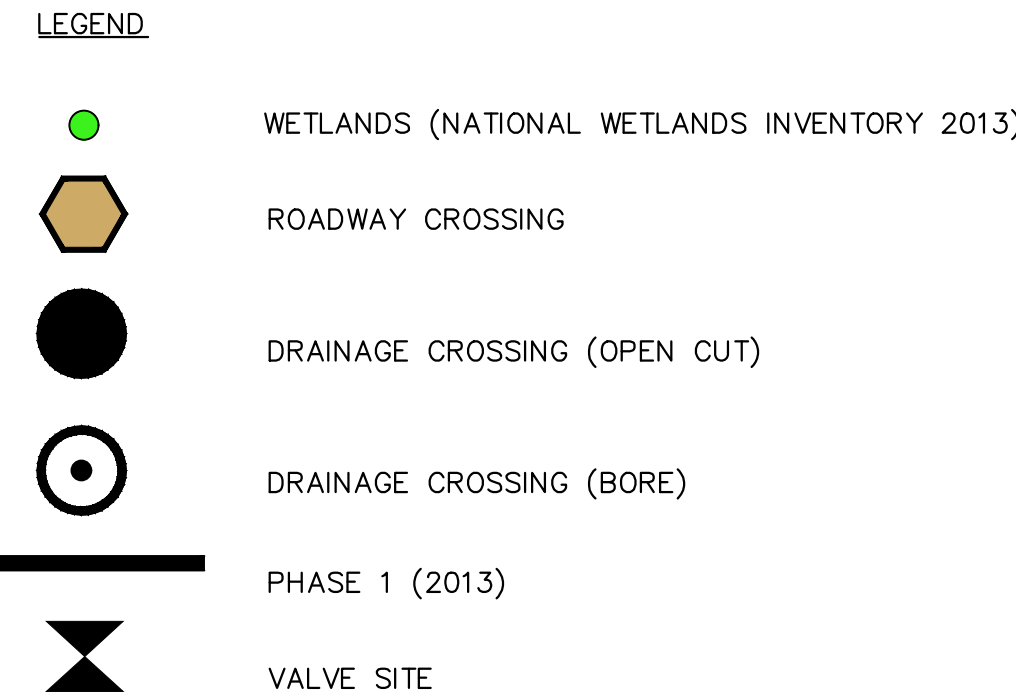 LEGEND
WETLANDS (NATIONAL WETLANDS INVENTORY 2013)
ROADWAY CROSSING
DRAINAGE CROSSING (OPEN CUT)
DRAINAGE CROSSING (BORE)
PHASE 1 (2013)
VALVE SITE